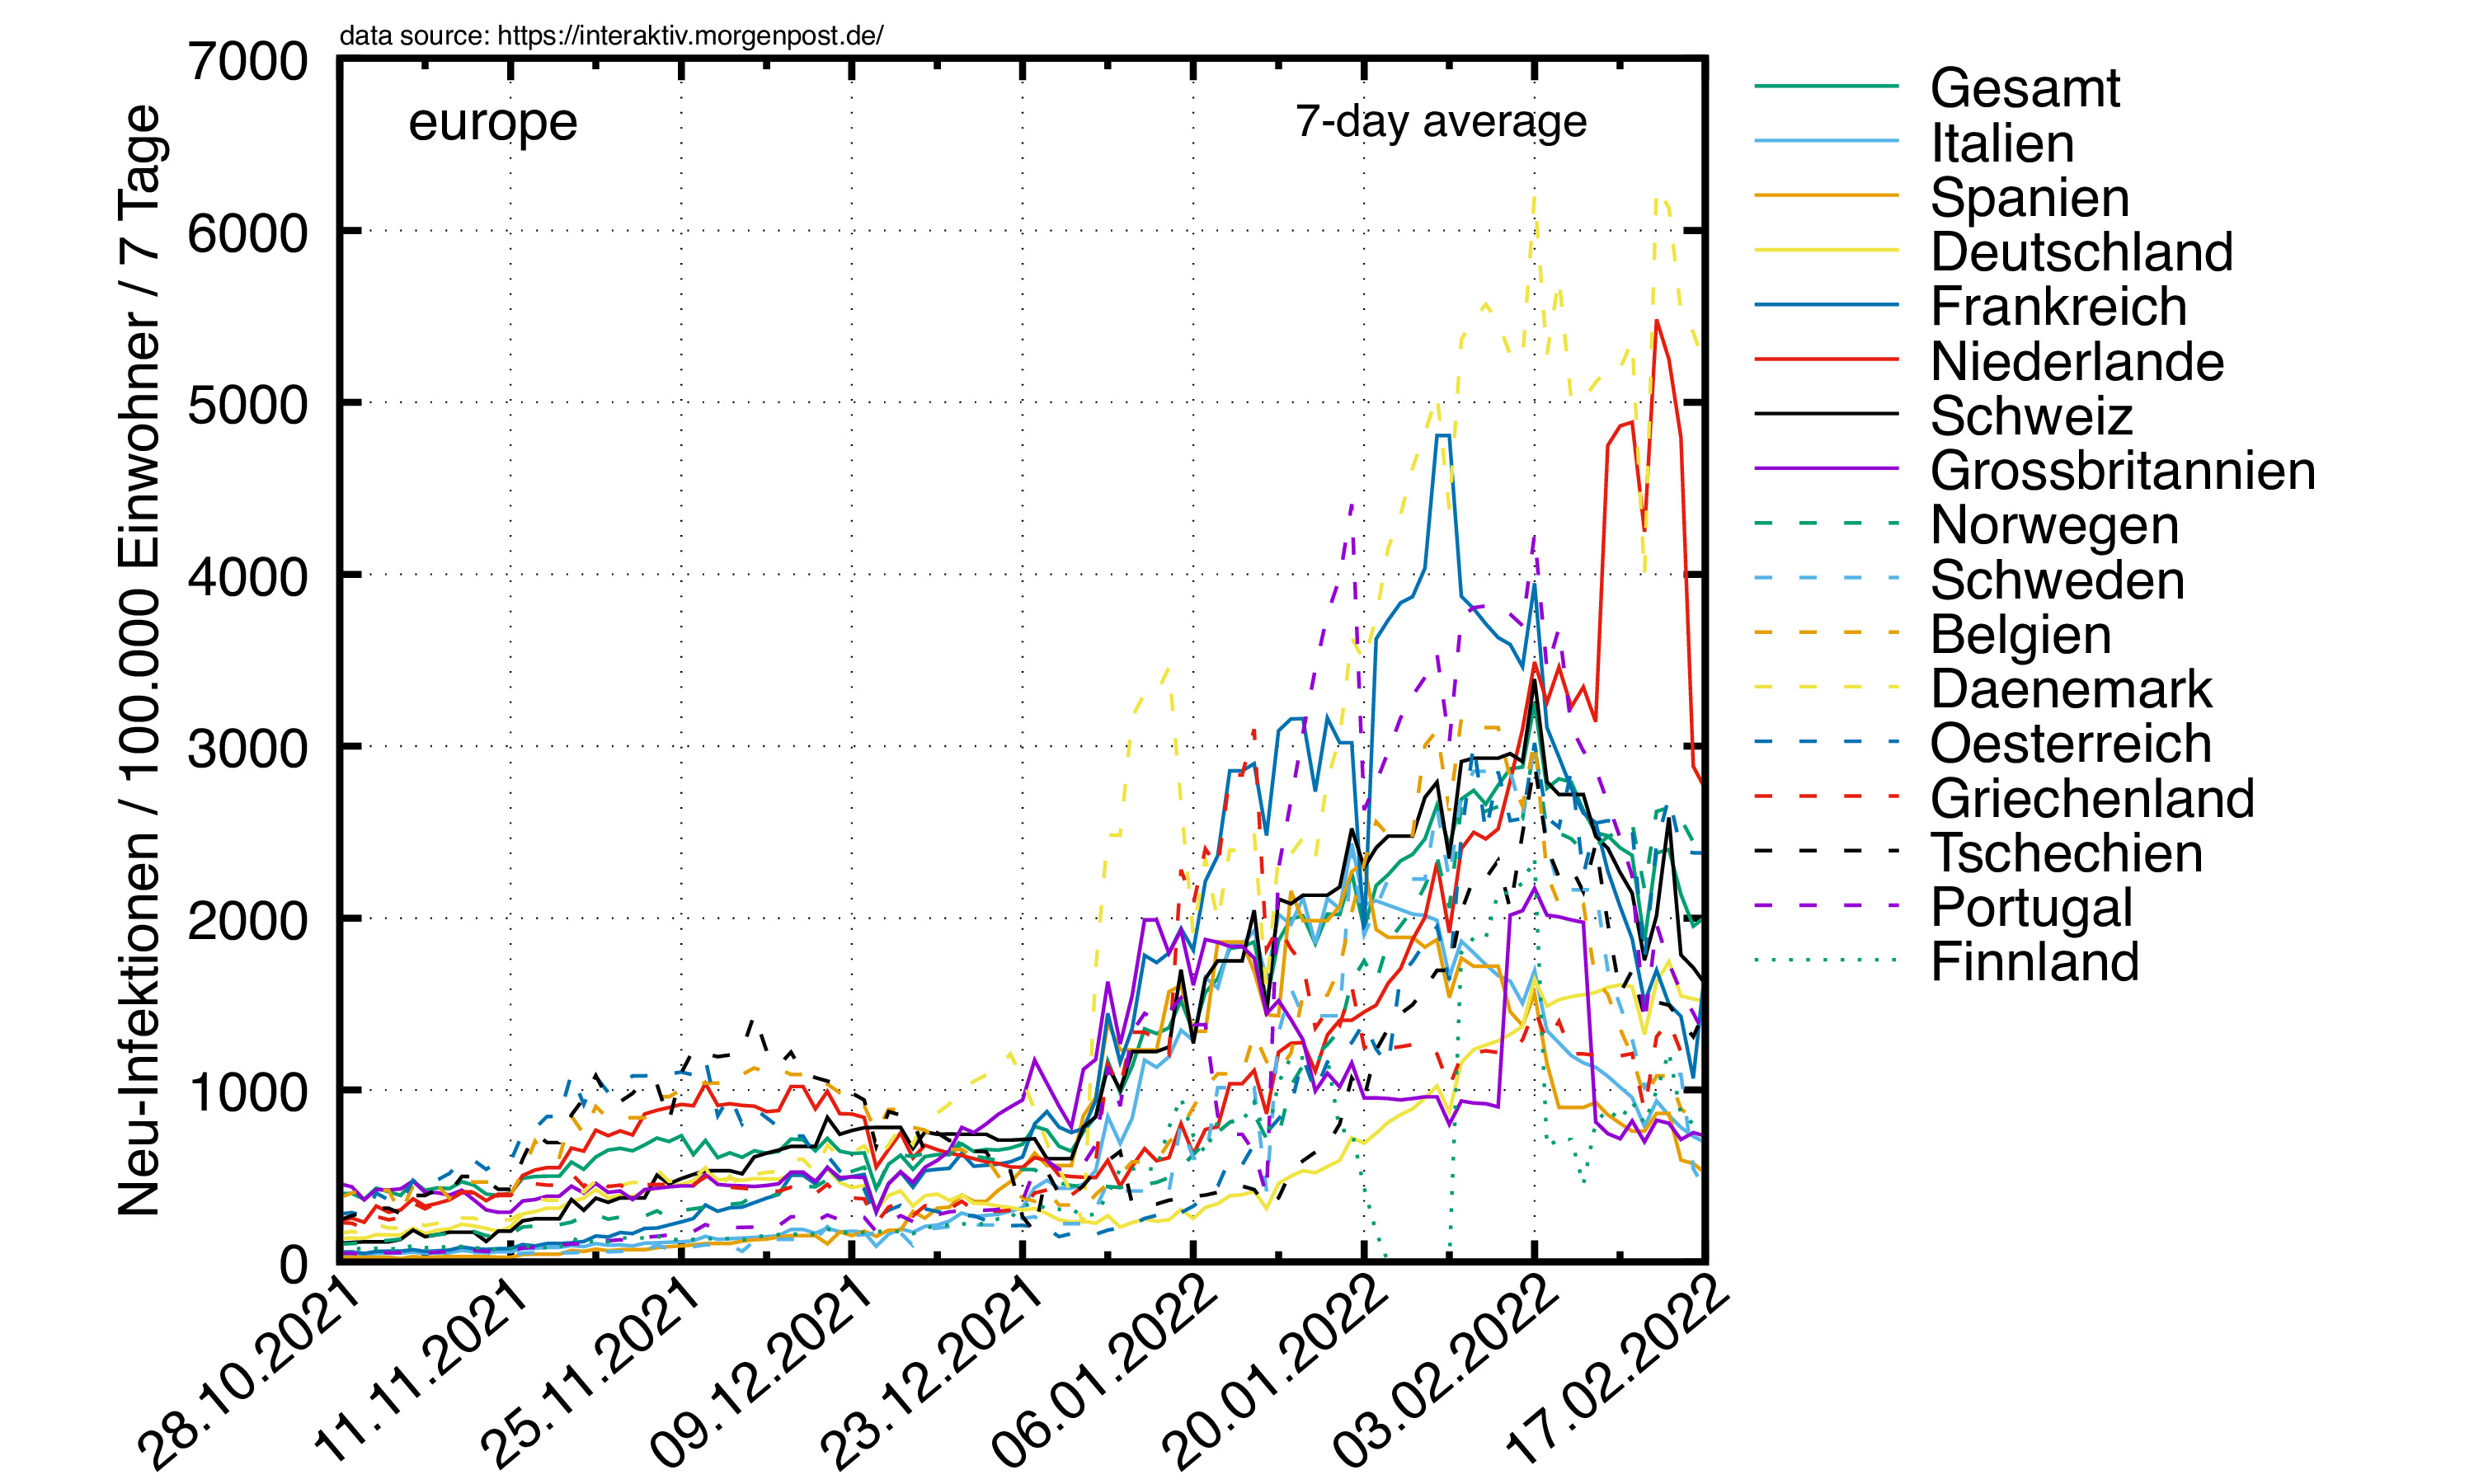 data source: https://interaktiv.morgenpost.de/
europe
7-day average
Neu-Infektionen / 100.000 Einwohner / 7 Tage
7000
6000
5000
4000
3000
2000
1000
0
28.10.2021
11.11.2021
25.11.2021
09.12.2021
23.12.2021
06.01.2022
20.01.2022
03.02.2022
17.02.2022
Gesamt
Italien
Spanien
Deutschland
Frankreich
Niederlande
Schweiz
Grossbritannien
Norwegen
Schweden
Belgien
Daenemark
Oesterreich
Griechenland
Tschechien
Portugal
Finnland